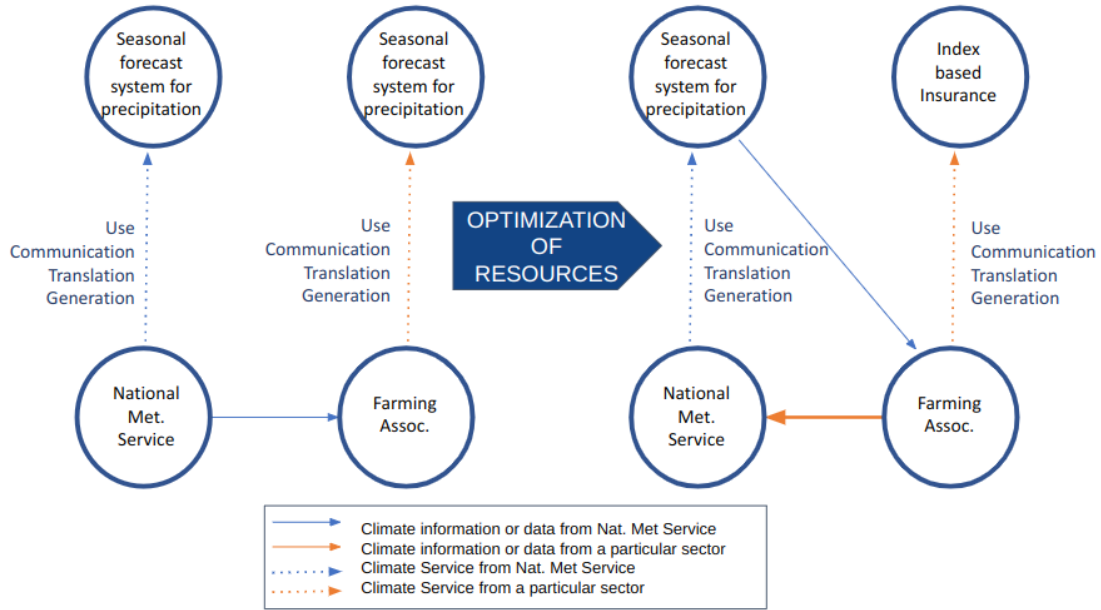 Seasonal
forecast
system for
precipitation
Seasonal
forecast
system for
precipitation
Seasonal
forecast
system for
precipitation
Index
based
Insurance
Use
Communication
Translation
Generation
Use
Communication
Translation
Generation
OPTIMIZATION
OF
RESOURCES
Use
Communication
Translation
Generation
Use
Communication
Translation
Generation
National
Met.
Service
Farming
Assoc.
National
Met.
Service
Farming
Assoc.
Climate information or data from Nat. Met Service
Climate information or data from a particular sector
Climate Service from Nat. Met Service
Climate Service from a particular sector